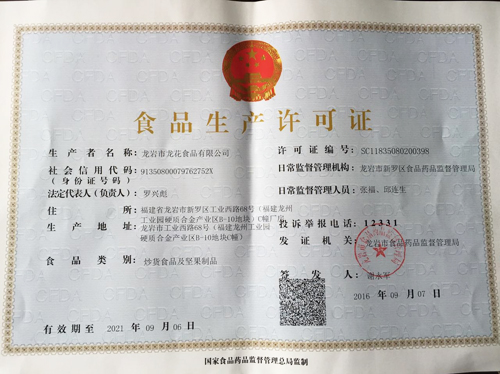 食品生产许可证
生产者名称：龙岩市龙花食品有限公司
社会信用代码：91350800079762752X
（身份证号码）
法定代表人（负责人）：罗兴彪
住所：福建省龙岩市新罗区工业西路68号（福建龙州
工业园硬质合金产业区B-10地块）C幢厂房
生产地址：龙岩市工业西路68号（福建龙州工业园
硬质合金产业区B-10地块C幢）
食品类别：炒货食品及坚果制品
有效期至 2021 年 09 月 06 日
许可证编号：SC11835080200398
日常监督管理机构：龙岩市新罗区食品药品监督管理局
日常监督管理人员：张福、邱连生
投诉举报电话：12331
发证机关：龙岩市食品药品监督管理局
签发人：谢永军
2016 年 09 月 07 日
国家食品药品监督管理总局监制